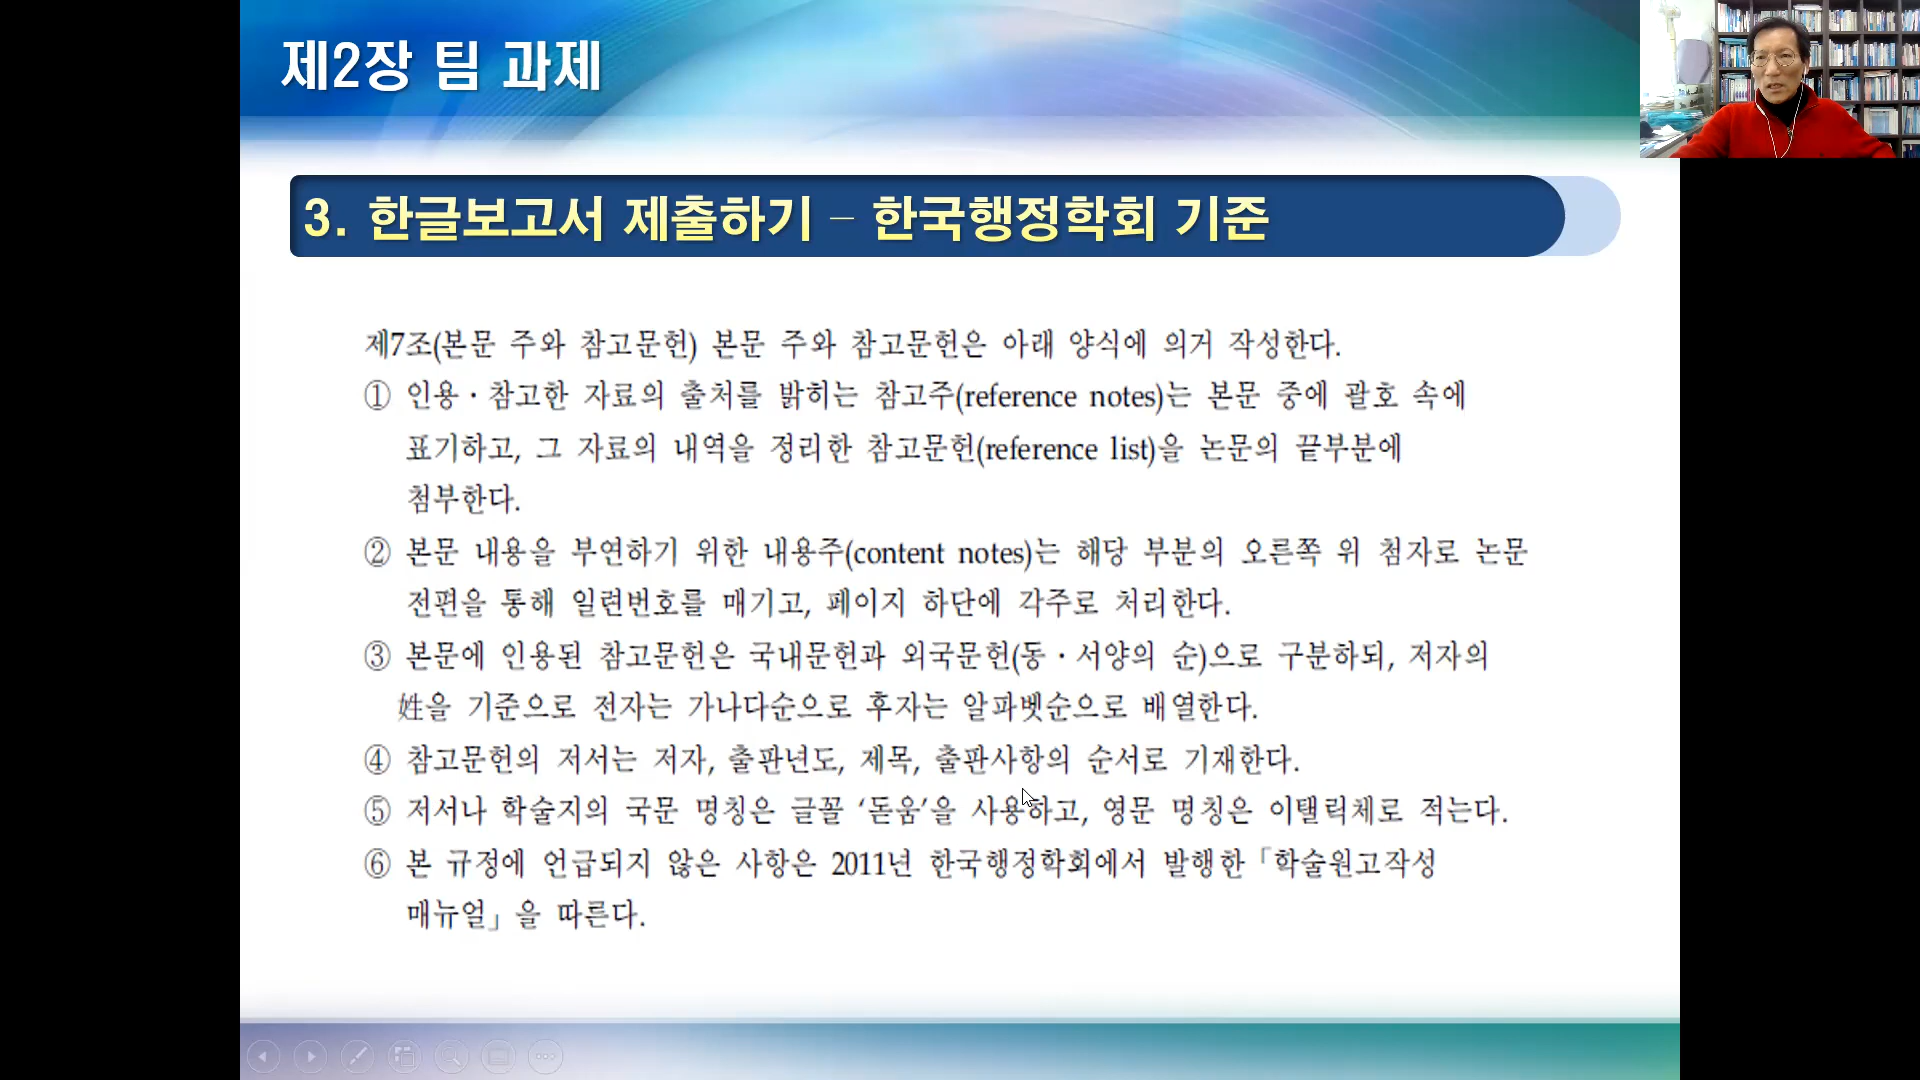 제2장 팀 과제
3. 한글보고서 제출하기 – 한국행정학회 기준
제7조(본문 주와 참고문헌) 본문 주와 참고문헌은 아래 양식에 의거 작성한다.
① 인용·참고한 자료의 출처를 밝히는 참고주(reference notes)는 본문 중에 괄호 속에
표기하고, 그 자료의 내역을 정리한 참고문헌(reference list)을 논문의 끝부분에
첨부한다.
② 본문 내용을 부연하기 위한 내용주(content notes)는 해당 부분의 오른쪽 위 첨자로 논문
전편을 통해 일련번호를 매기고, 페이지 하단에 각주로 처리한다.
③ 본문에 인용된 참고문헌은 국내문헌과 외국문헌(동·서양의 순)으로 구분하되, 저자의
姓을 기준으로 전자는 가나다순으로 후자는 알파벳순으로 배열한다.
④ 참고문헌의 저서는 저자, 출판년도, 제목, 출판사항의 순서로 기재한다.
⑤ 저서나 학술지의 국문 명칭은 글꼴 ‘돋움’을 사용하고, 영문 명칭은 이탤릭체로 적는다.
⑥ 본 규정에 언급되지 않은 사항은 2011년 한국행정학회에서 발행한「학술원고작성
매뉴얼」을 따른다.